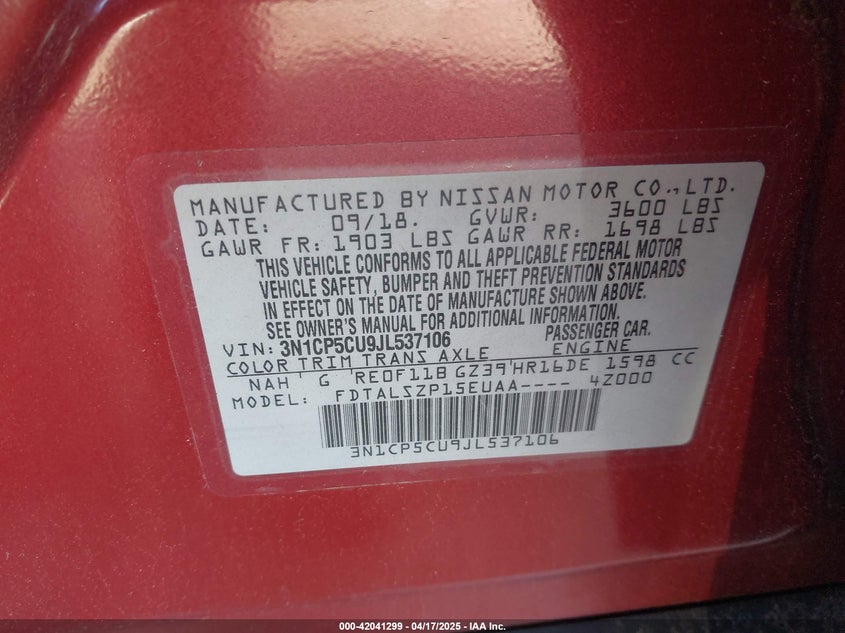 MANUFACTURED BY NISSAN MOTOR CO.,LTD.
DATE: 09/18. GVWR: 3600 LBS
GAWR FR: 1903 LBS GAWR RR: 1698 LBS
THIS VEHICLE CONFORMS TO ALL APPLICABLE FEDERAL MOTOR
VEHICLE SAFETY, BUMPER AND THEFT PREVENTION STANDARDS
IN EFFECT ON THE DATE OF MANUFACTURE SHOWN ABOVE.
SEE OWNER'S MANUAL FOR ADDITIONAL INFORMATION.
VIN: 3N1CP5CU9JL537106 PASSENGER CAR.
COLOR TRIM TRANS AXLE ENGINE
NAH G RE0F11B GZ39 HR16DE 1598 CC
MODEL: FDTALSZP15EUAA---- 4Z000
3N1CP5CU9JL537106
000-42041299 - 04/17/2025 - IAA Inc.